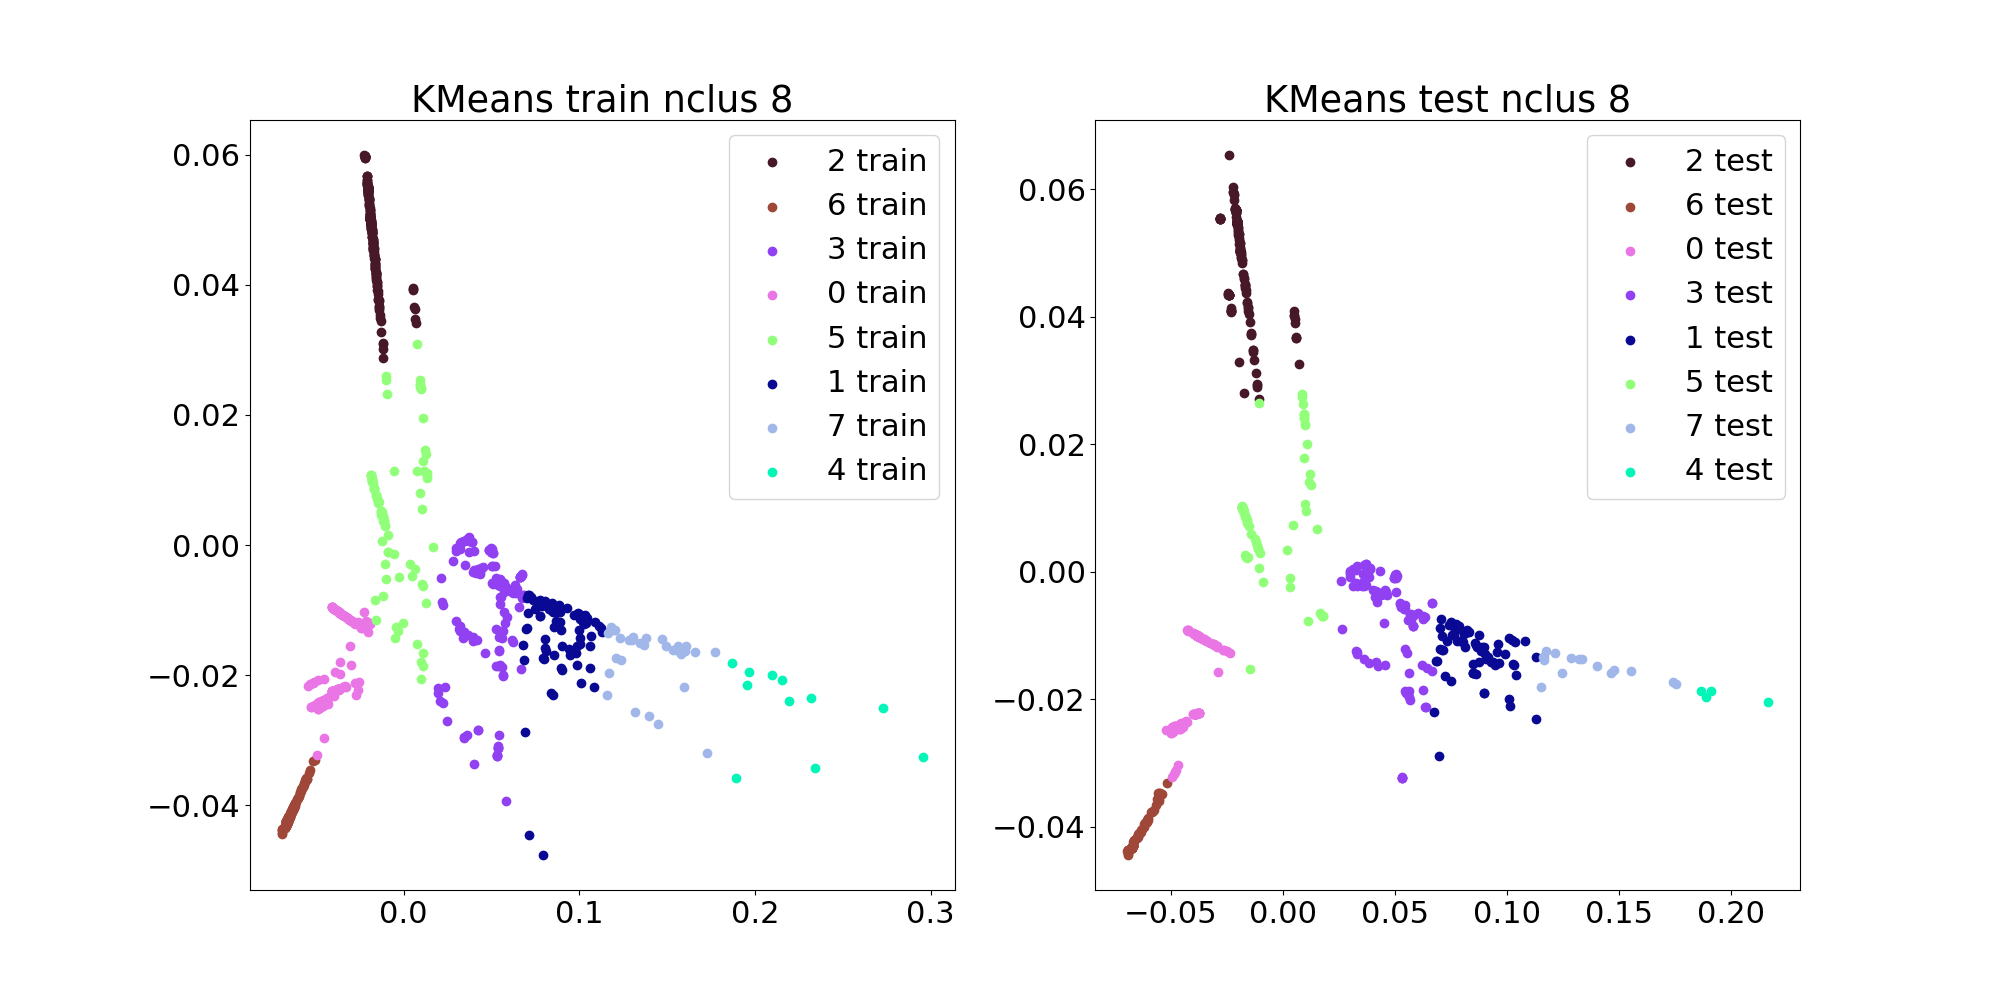 KMeans train nclus 8
0.06
0.04
0.02
0.00
−0.02
−0.04
0.0
0.1
0.2
0.3
2 train
6 train
3 train
0 train
5 train
1 train
7 train
4 train
KMeans test nclus 8
0.06
0.04
0.02
0.00
−0.02
−0.04
−0.05
0.00
0.05
0.10
0.15
0.20
2 test
6 test
0 test
3 test
1 test
5 test
7 test
4 test